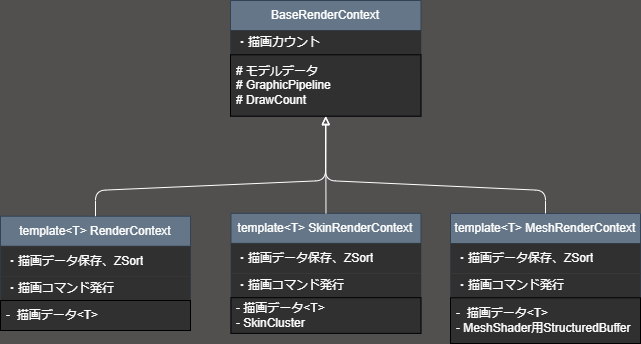 BaseRenderContext
・描画カウント
# モデルデータ
# GraphicPipeline
# DrawCount
template<T> RenderContext
・描画データ保存、ZSort
・描画コマンド発行
- 描画データ<T>
template<T> SkinRenderContext
・描画データ保存、ZSort
・描画コマンド発行
- 描画データ<T>
- SkinCluster
template<T> MeshRenderContext
・描画データ保存、ZSort
・描画コマンド発行
- 描画データ<T>
- MeshShader用StructuredBuffer